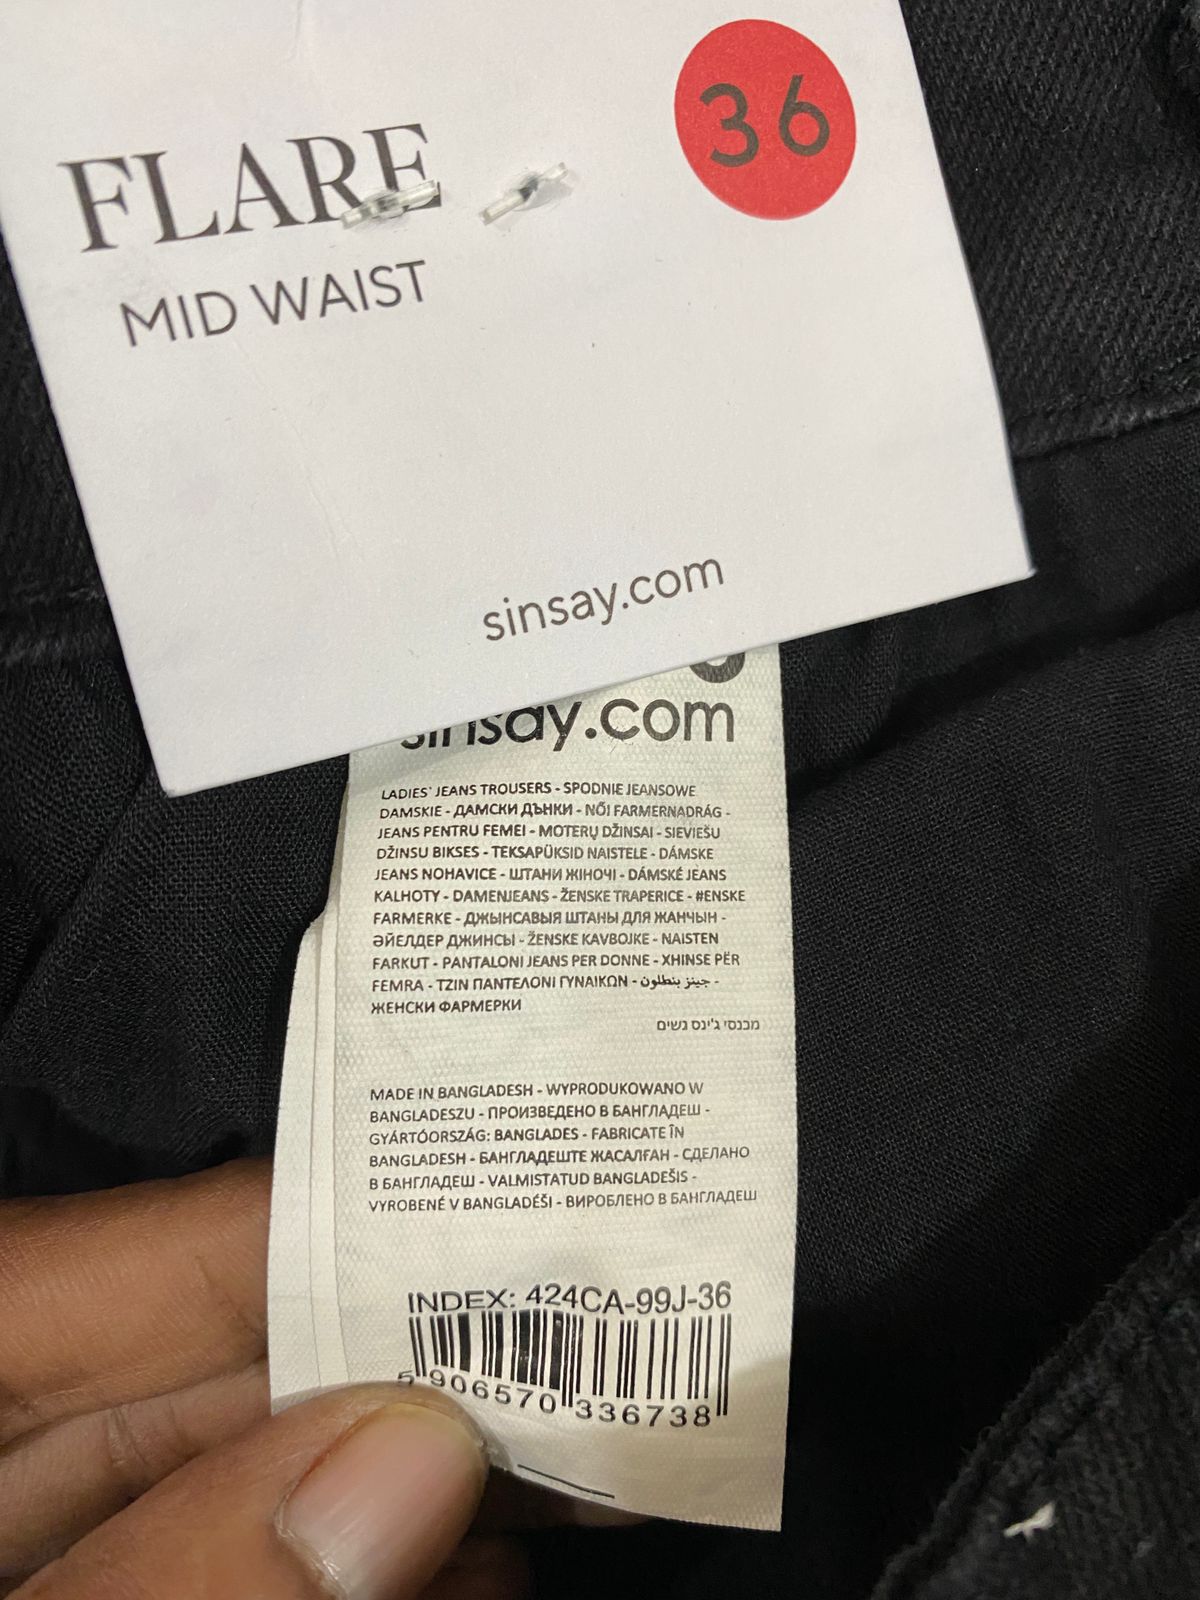 36
FLARE
MID WAIST
sinsay.com
sinsay.com
LADIES' JEANS TROUSERS - SPODNIE JEANSOWE
DAMSKIE - ДАМСКИ ДЪНКИ - NŐI FARMERNADRÁG -
JEANS PENTRU FEMEI - MOTERŲ DŽINSAI - SIEVIEŠU
DŽINSU BIKSES - TEKSAPÜKSID NAISTELE - DÁMSKE
JEANS NOHAVICE - ШТАНИ ЖІНОЧІ - DÁMSKÉ JEANS
KALHOTY - DAMENJEANS - ŽENSKE TRAPERICE - #ENSKE
FARMERKE - ДЖЫНСАВЫЯ ШТАНЫ ДЛЯ ЖАНЧЫН -
ӘЙЕЛДЕР ДЖИНСЫ - ŽENSKE KAVBOJKE - NAISTEN
FARKUT - PANTALONI JEANS PER DONNE - XHINSE PËR
FEMRA - ΤΖΙΝ ΠΑΝΤΕΛΟΝΙ ΓΥΝΑΙΚΩΝ - جينز بنطلون -
ЖЕНСКИ ФАРМЕРКИ
מכנסי ג'ינס נשים
MADE IN BANGLADESH - WYPRODUKOWANO W
BANGLADESZU - ПРОИЗВЕДЕНО В БАНГЛАДЕШ -
GYÁRTÓORSZÁG: BANGLADES - FABRICATE ÎN
BANGLADESH - БАНГЛАДЕШТЕ ЖАСАЛҒАН - СДЕЛАНО
В БАНГЛАДЕШ - VALMISTATUD BANGLADEŠIS -
VYROBENÉ V BANGLADÉŠI - ВИРОБЛЕНО В БАНГЛАДЕШ
INDEX: 424CA-99J-36
5 906570 336738